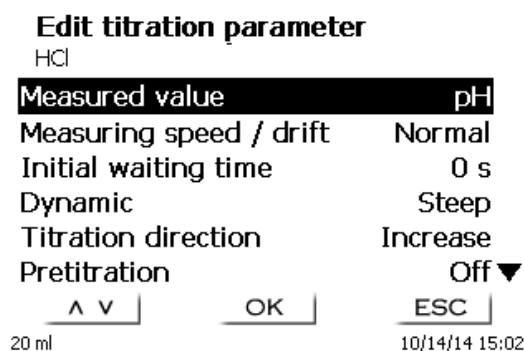 Edit titration parameter
HCl
Measured value pH
Measuring speed / drift Normal
Initial waiting time 0 s
Dynamic Steep
Titration direction Increase
Pretitration Off ▼
∧ ∨ OK ESC
20 ml 10/14/14 15:02